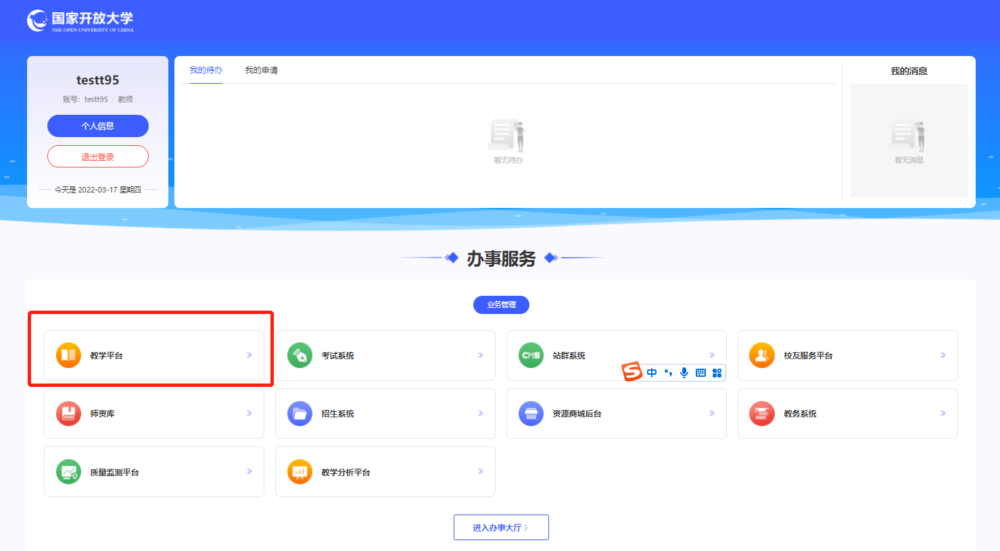 国家开放大学
THE OPEN UNIVERSITY OF CHINA
testt95
账号: testt95 教师
个人信息
退出登录
今天是 2022-03-17 星期四
我的待办 我的申请
暂无待办
我的消息
暂无消息
办事服务
业务管理
教学平台
考试系统
CMS 站群系统
校友服务平台
中
师资库
招生系统
资源商城后台
教务系统
质量监测平台
教学分析平台
进入办事大厅